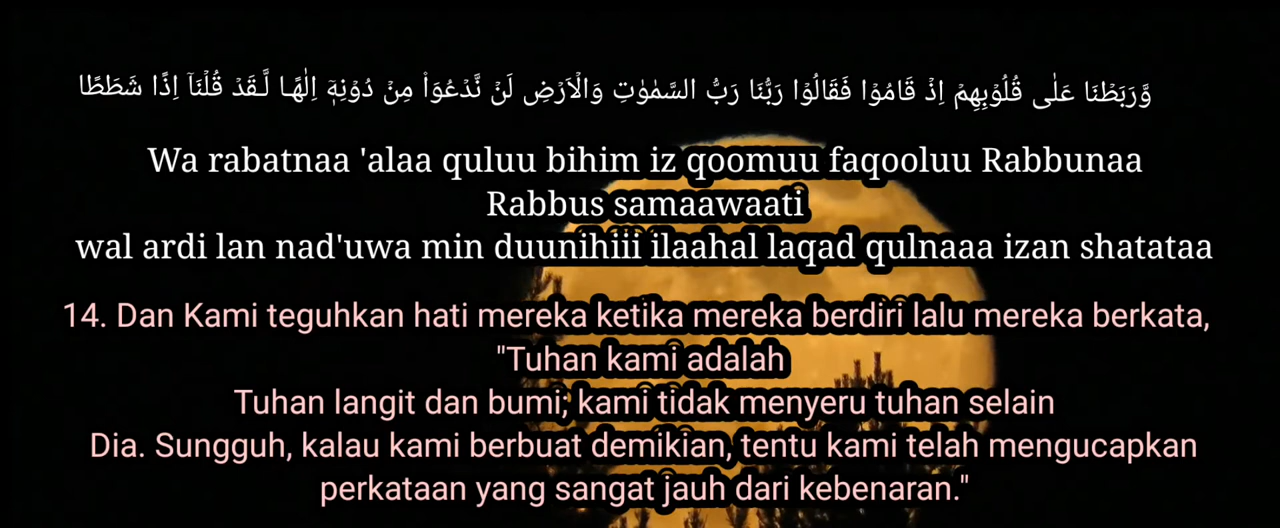 وَّرَبَطْنَا عَلٰى قُلُوْبِهِمْ اِذْ قَامُوْا فَقَالُوْا رَبُّنَا رَبُّ السَّمٰوٰتِ وَالْاَرْضِ لَنْ نَّدْعُوَا۟ مِنْ دُوْنِهٖٓ اِلٰهًـا لَّـقَدْ قُلْنَاۤ اِذًا شَطَطًا
Wa rabatnaa 'alaa quluu bihim iz qoomuu faqooluu Rabbunaa
Rabbus samaawaati
wal ardi lan nad'uwa min duunihiii ilaahal laqad qulnaaa izan shatataa
14. Dan Kami teguhkan hati mereka ketika mereka berdiri lalu mereka berkata,
"Tuhan kami adalah
Tuhan langit dan bumi; kami tidak menyeru tuhan selain
Dia. Sungguh, kalau kami berbuat demikian, tentu kami telah mengucapkan
perkataan yang sangat jauh dari kebenaran."